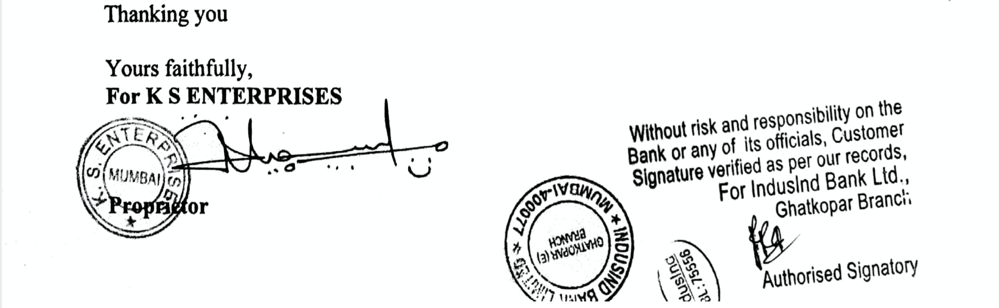 Thanking you
Yours faithfully,
For K S ENTERPRISES
K. S. ENTERPRISES
MUMBAI
Proprietor
Without risk and responsibility on the
Bank or any of its officials, Customer
Signature verified as per our records,
For IndusInd Bank Ltd.,
Ghatkopar Branch
Authorised Signatory
INDUSIND BANK LIMITED ★ MUMBAI-400077 ★
GHATKOPAR (E)
BRANCH
75556